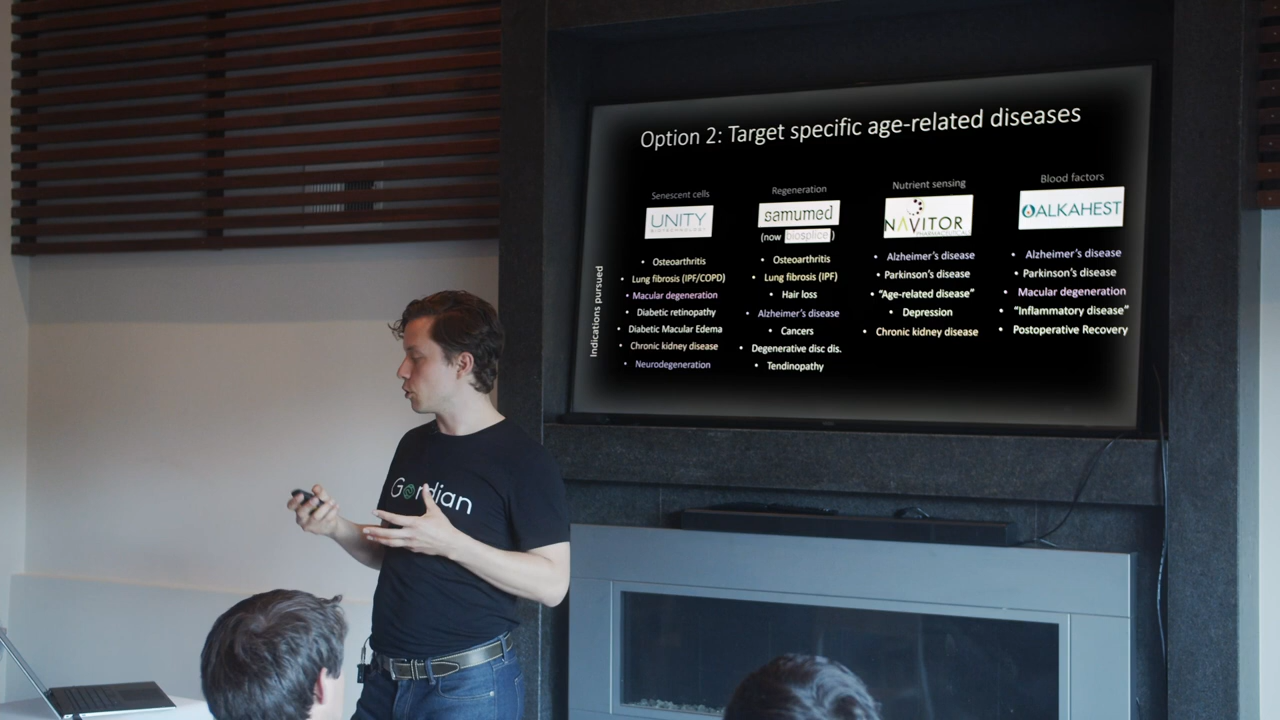 Option 2: Target specific age-related diseases
Senescent cells
UNITY
BIOTECHNOLOGY
• Osteoarthritis
• Lung fibrosis (IPF/COPD)
• Macular degeneration
• Diabetic retinopathy
• Diabetic Macular Edema
• Chronic kidney disease
• Neurodegeneration
Regeneration
samumed
(now biosplice)
• Osteoarthritis
• Lung fibrosis (IPF)
• Hair loss
• Alzheimer's disease
• Cancers
• Degenerative disc dis.
• Tendinopathy
Nutrient sensing
NAVITOR
PHARMACEUTICAL
• Alzheimer's disease
• Parkinson's disease
• "Age-related disease"
• Depression
• Chronic kidney disease
Blood factors
ALKAHEST
• Alzheimer's disease
• Parkinson's disease
• Macular degeneration
• "Inflammatory disease"
• Postoperative Recovery
Indications pursued
Gordian